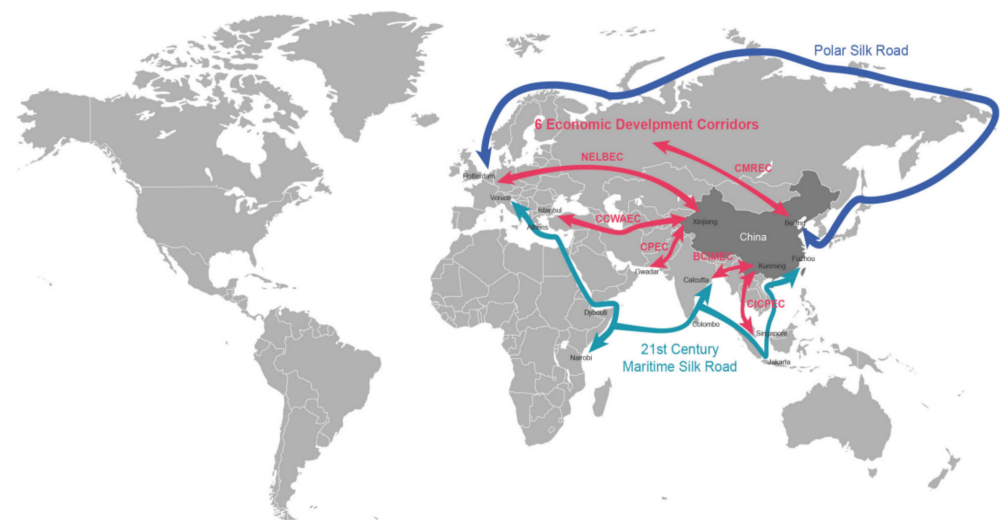 Polar Silk Road
6 Economic Develpment Corridors
NELBEC
CMREC
Rotterdam
Venice
Istanbul
Athens
CCWAEC
Xinjiang
Beijing
China
CPEC
BCIMEC
Gwadar
Kunming
Fuzhou
Calcutta
CICPEC
Djibouti
Colombo
Singapore
Nairobi
21st Century
Maritime Silk Road
Jakarta